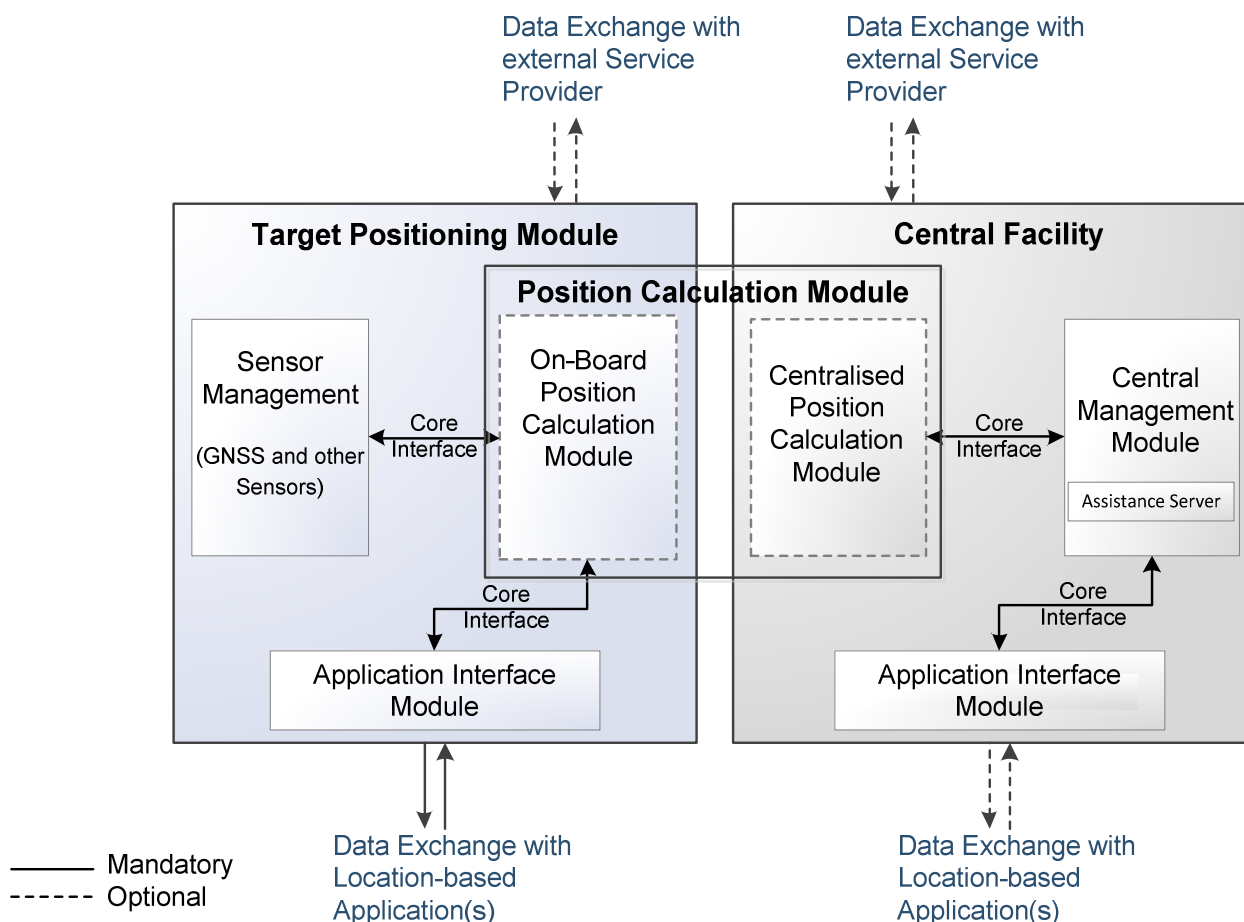 Data Exchange with
external Service
Provider
Data Exchange with
external Service
Provider
Target Positioning Module
Central Facility
Position Calculation Module
Sensor
Management
(GNSS and other
Sensors)
Core
Interface
On-Board
Position
Calculation
Module
Centralised
Position
Calculation
Module
Core
Interface
Central
Management
Module
Assistance Server
Core
Interface
Core
Interface
Application Interface
Module
Application Interface
Module
Data Exchange with
Location-based
Application(s)
Data Exchange with
Location-based
Application(s)
Mandatory
Optional